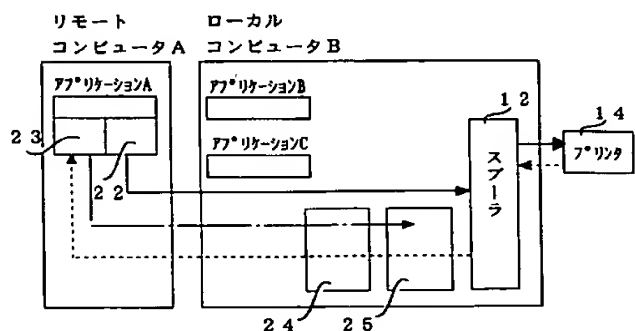 リモート
コンピュータA
ローカル
コンピュータB
アプリケーションA
アプリケーションB
アプリケーションC
23
22
12
スプーラ
14
プリンタ
24
25